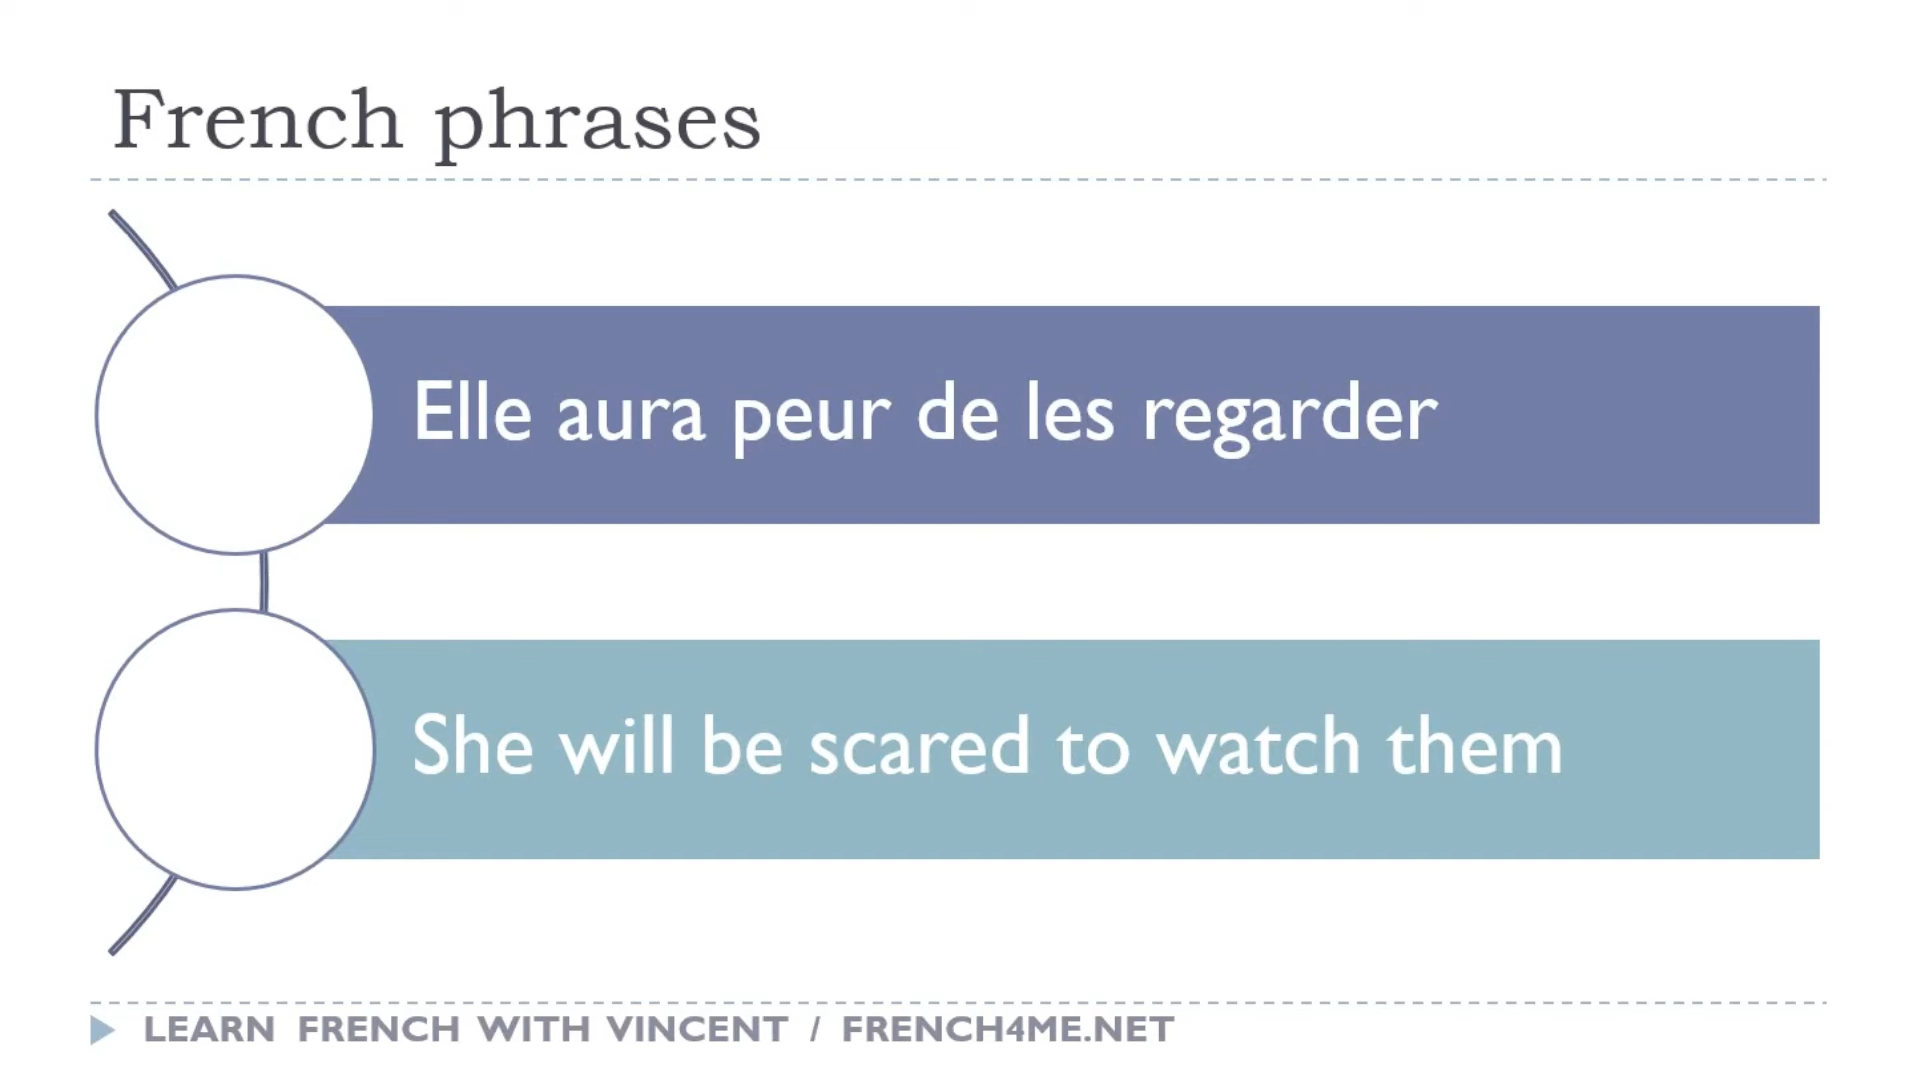 French phrases
Elle aura peur de les regarder
She will be scared to watch them
LEARN FRENCH WITH VINCENT / FRENCH4ME.NET